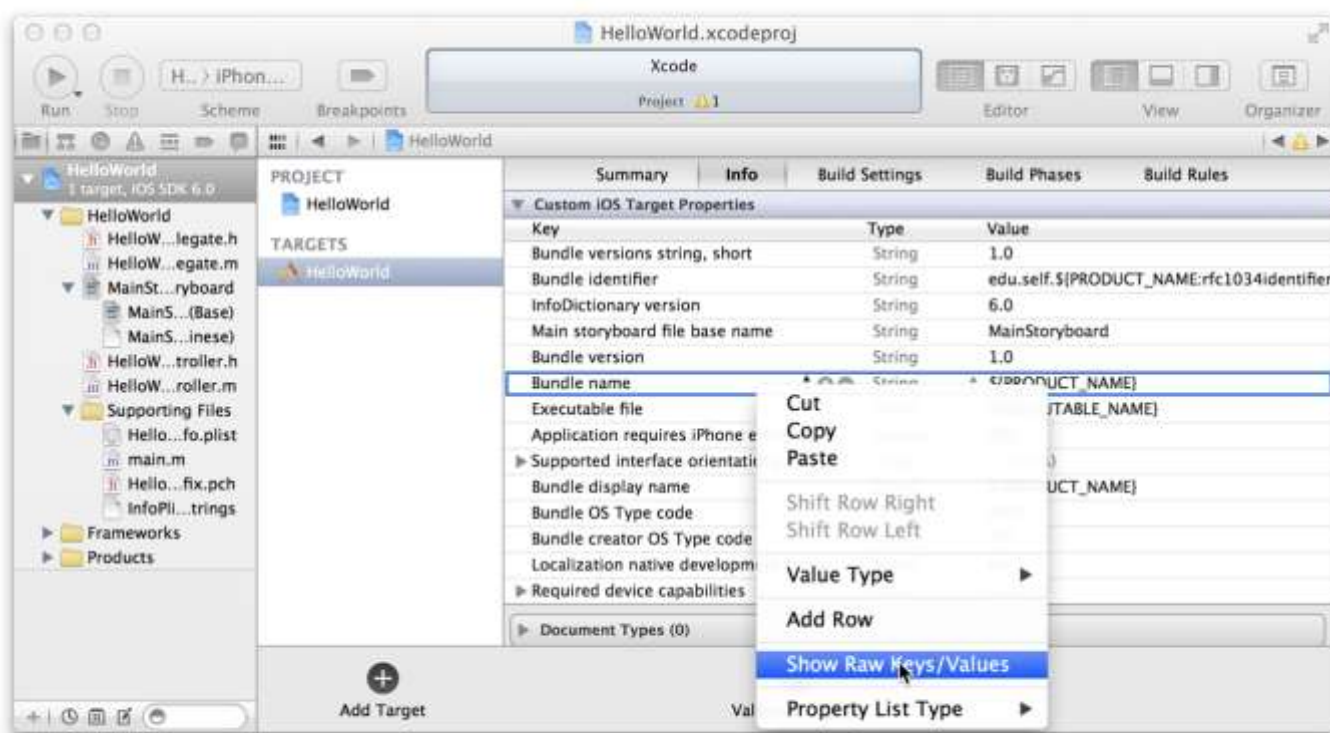 HelloWorld.xcodeproj
H...〉iPhon...
Xcode
Project 1
Run Stop Scheme Breakpoints Editor View Organizer
HelloWorld
HelloWorld
1 target, iOS SDK 6.0
HelloWorld
HelloW...legate.h
HelloW...egate.m
MainSt...ryboard
MainS...(Base)
MainS...inese)
HelloW...troller.h
HelloW...roller.m
Supporting Files
Hello...fo.plist
main.m
Hello...fix.pch
InfoPli...trings
Frameworks
Products
PROJECT
HelloWorld
TARGETS
HelloWorld
Add Target
Summary Info Build Settings Build Phases Build Rules
Custom iOS Target Properties
Key Type Value
Bundle versions string, short String 1.0
Bundle identifier String edu.self.${PRODUCT_NAME:rfc1034identifier
InfoDictionary version String 6.0
Main storyboard file base name String MainStoryboard
Bundle version String 1.0
Bundle name String ${PRODUCT_NAME}
Executable file UTABLE_NAME}
Application requires iPhone e
Supported interface orientati
Bundle display name UCT_NAME}
Bundle OS Type code
Bundle creator OS Type code
Localization native developm
Required device capabilities
Document Types (0)
Val
Cut
Copy
Paste
Shift Row Right
Shift Row Left
Value Type
Add Row
Show Raw Keys/Values
Property List Type